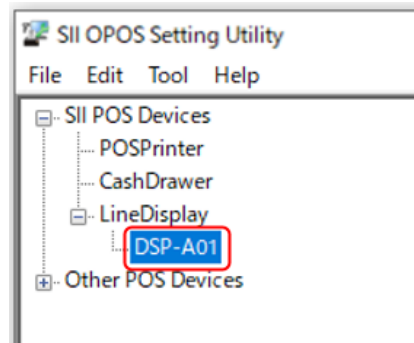 SII OPOS Setting Utility
File Edit Tool Help
SII POS Devices
POSPrinter
CashDrawer
LineDisplay
DSP-A01
Other POS Devices